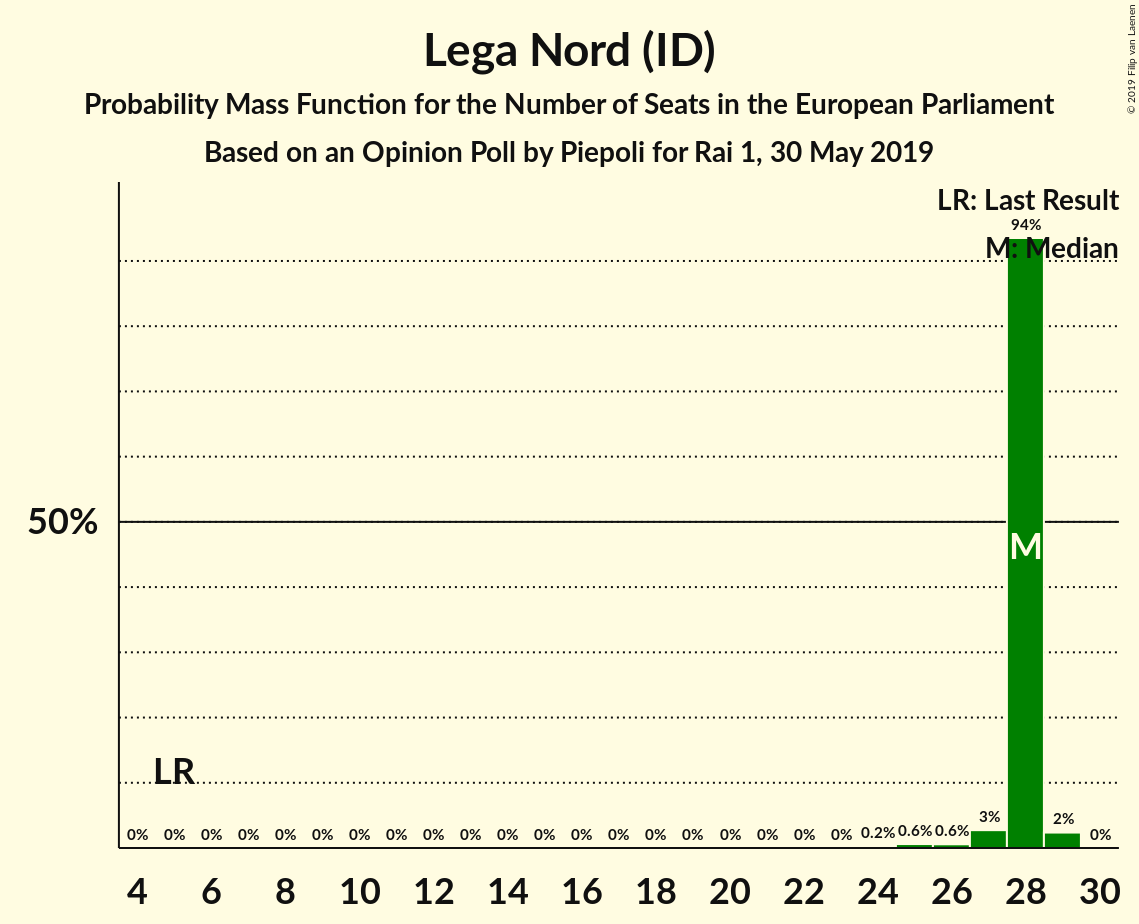 Lega Nord (ID)
Probability Mass Function for the Number of Seats in the European Parliament
Based on an Opinion Poll by Piepoli for Rai 1, 30 May 2019
© 2019 Filip van Laenen
LR: Last Result
94%
M: Median
50%
M
LR
0% 0% 0% 0% 0% 0% 0% 0% 0% 0% 0% 0% 0% 0% 0% 0% 0% 0% 0% 0% 0.2% 0.6% 0.6% 3% 2% 0%
4 6 8 10 12 14 16 18 20 22 24 26 28 30